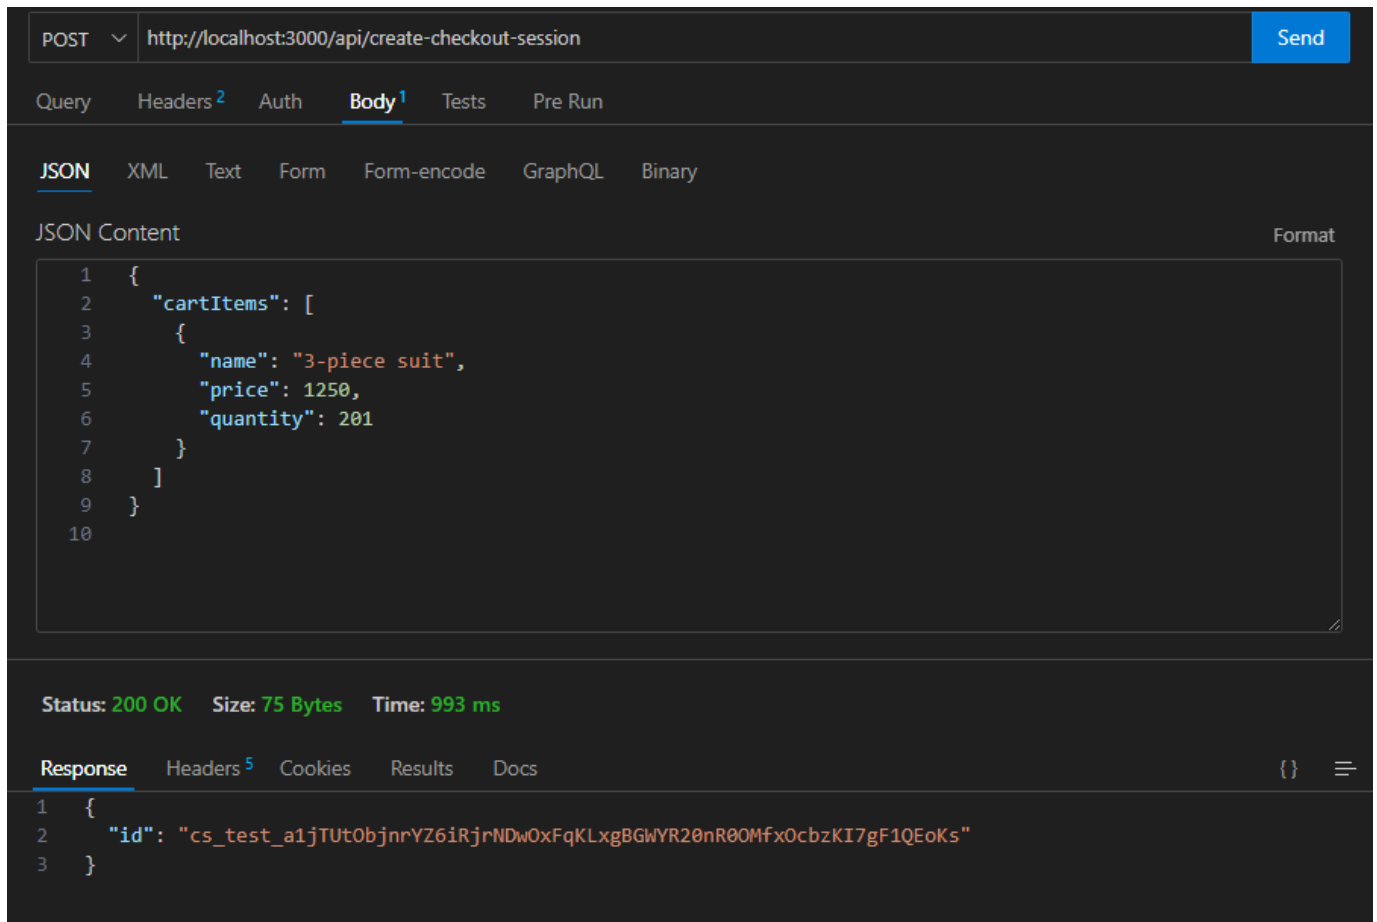 POST http://localhost:3000/api/create-checkout-session Send
Query Headers 2 Auth Body 1 Tests Pre Run
JSON XML Text Form Form-encode GraphQL Binary
JSON Content Format
1 {
2 "cartItems": [
3 {
4 "name": "3-piece suit",
5 "price": 1250,
6 "quantity": 201
7 }
8 ]
9 }
10
Status: 200 OK Size: 75 Bytes Time: 993 ms
Response Headers 5 Cookies Results Docs {}
1 {
2 "id": "cs_test_a1jTUtObjnrYZ6iRjrNDwOxFqKLxgBGWYR20nR0OMfxOcbzKI7gF1QEoKs"
3 }